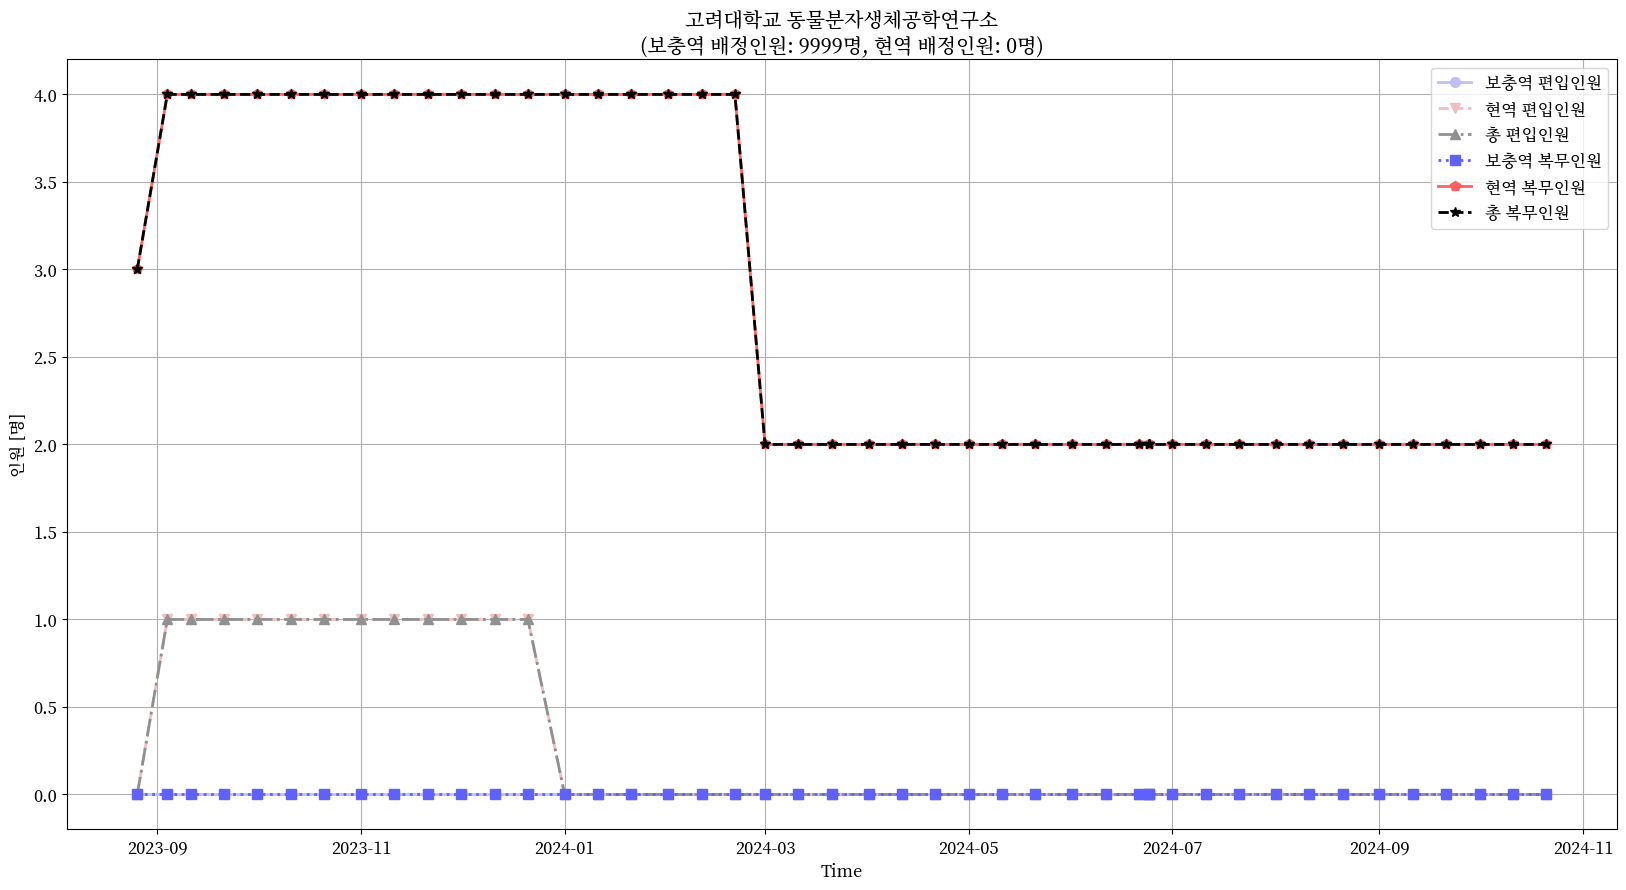 고려대학교 동물분자생체공학연구소
(보충역 배정인원: 9999명, 현역 배정인원: 0명)
보충역 편입인원
현역 편입인원
총 편입인원
보충역 복무인원
현역 복무인원
총 복무인원
인원 [명]
4.0
3.5
3.0
2.5
2.0
1.5
1.0
0.5
0.0
2023-09
2023-11
2024-01
2024-03
2024-05
2024-07
2024-09
2024-11
Time